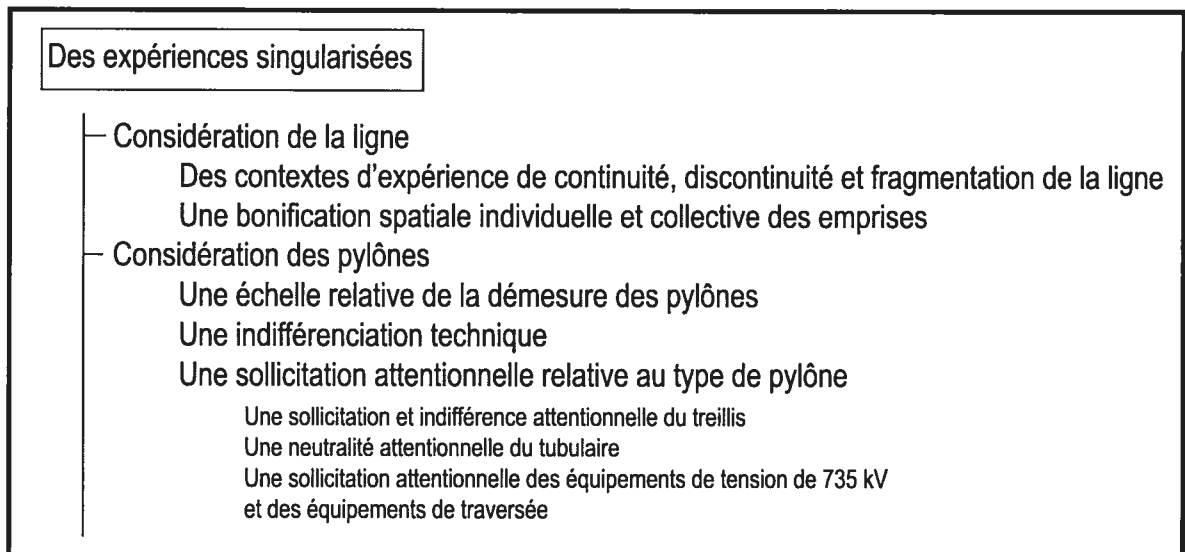 Des expériences singularisées
Considération de la ligne
Des contextes d'expérience de continuité, discontinuité et fragmentation de la ligne
Une bonification spatiale individuelle et collective des emprises
Considération des pylônes
Une échelle relative de la démesure des pylônes
Une indifférenciation technique
Une sollicitation attentionnelle relative au type de pylône
Une sollicitation et indifférence attentionnelle du treillis
Une neutralité attentionnelle du tubulaire
Une sollicitation attentionnelle des équipements de tension de 735 kV
et des équipements de traversée